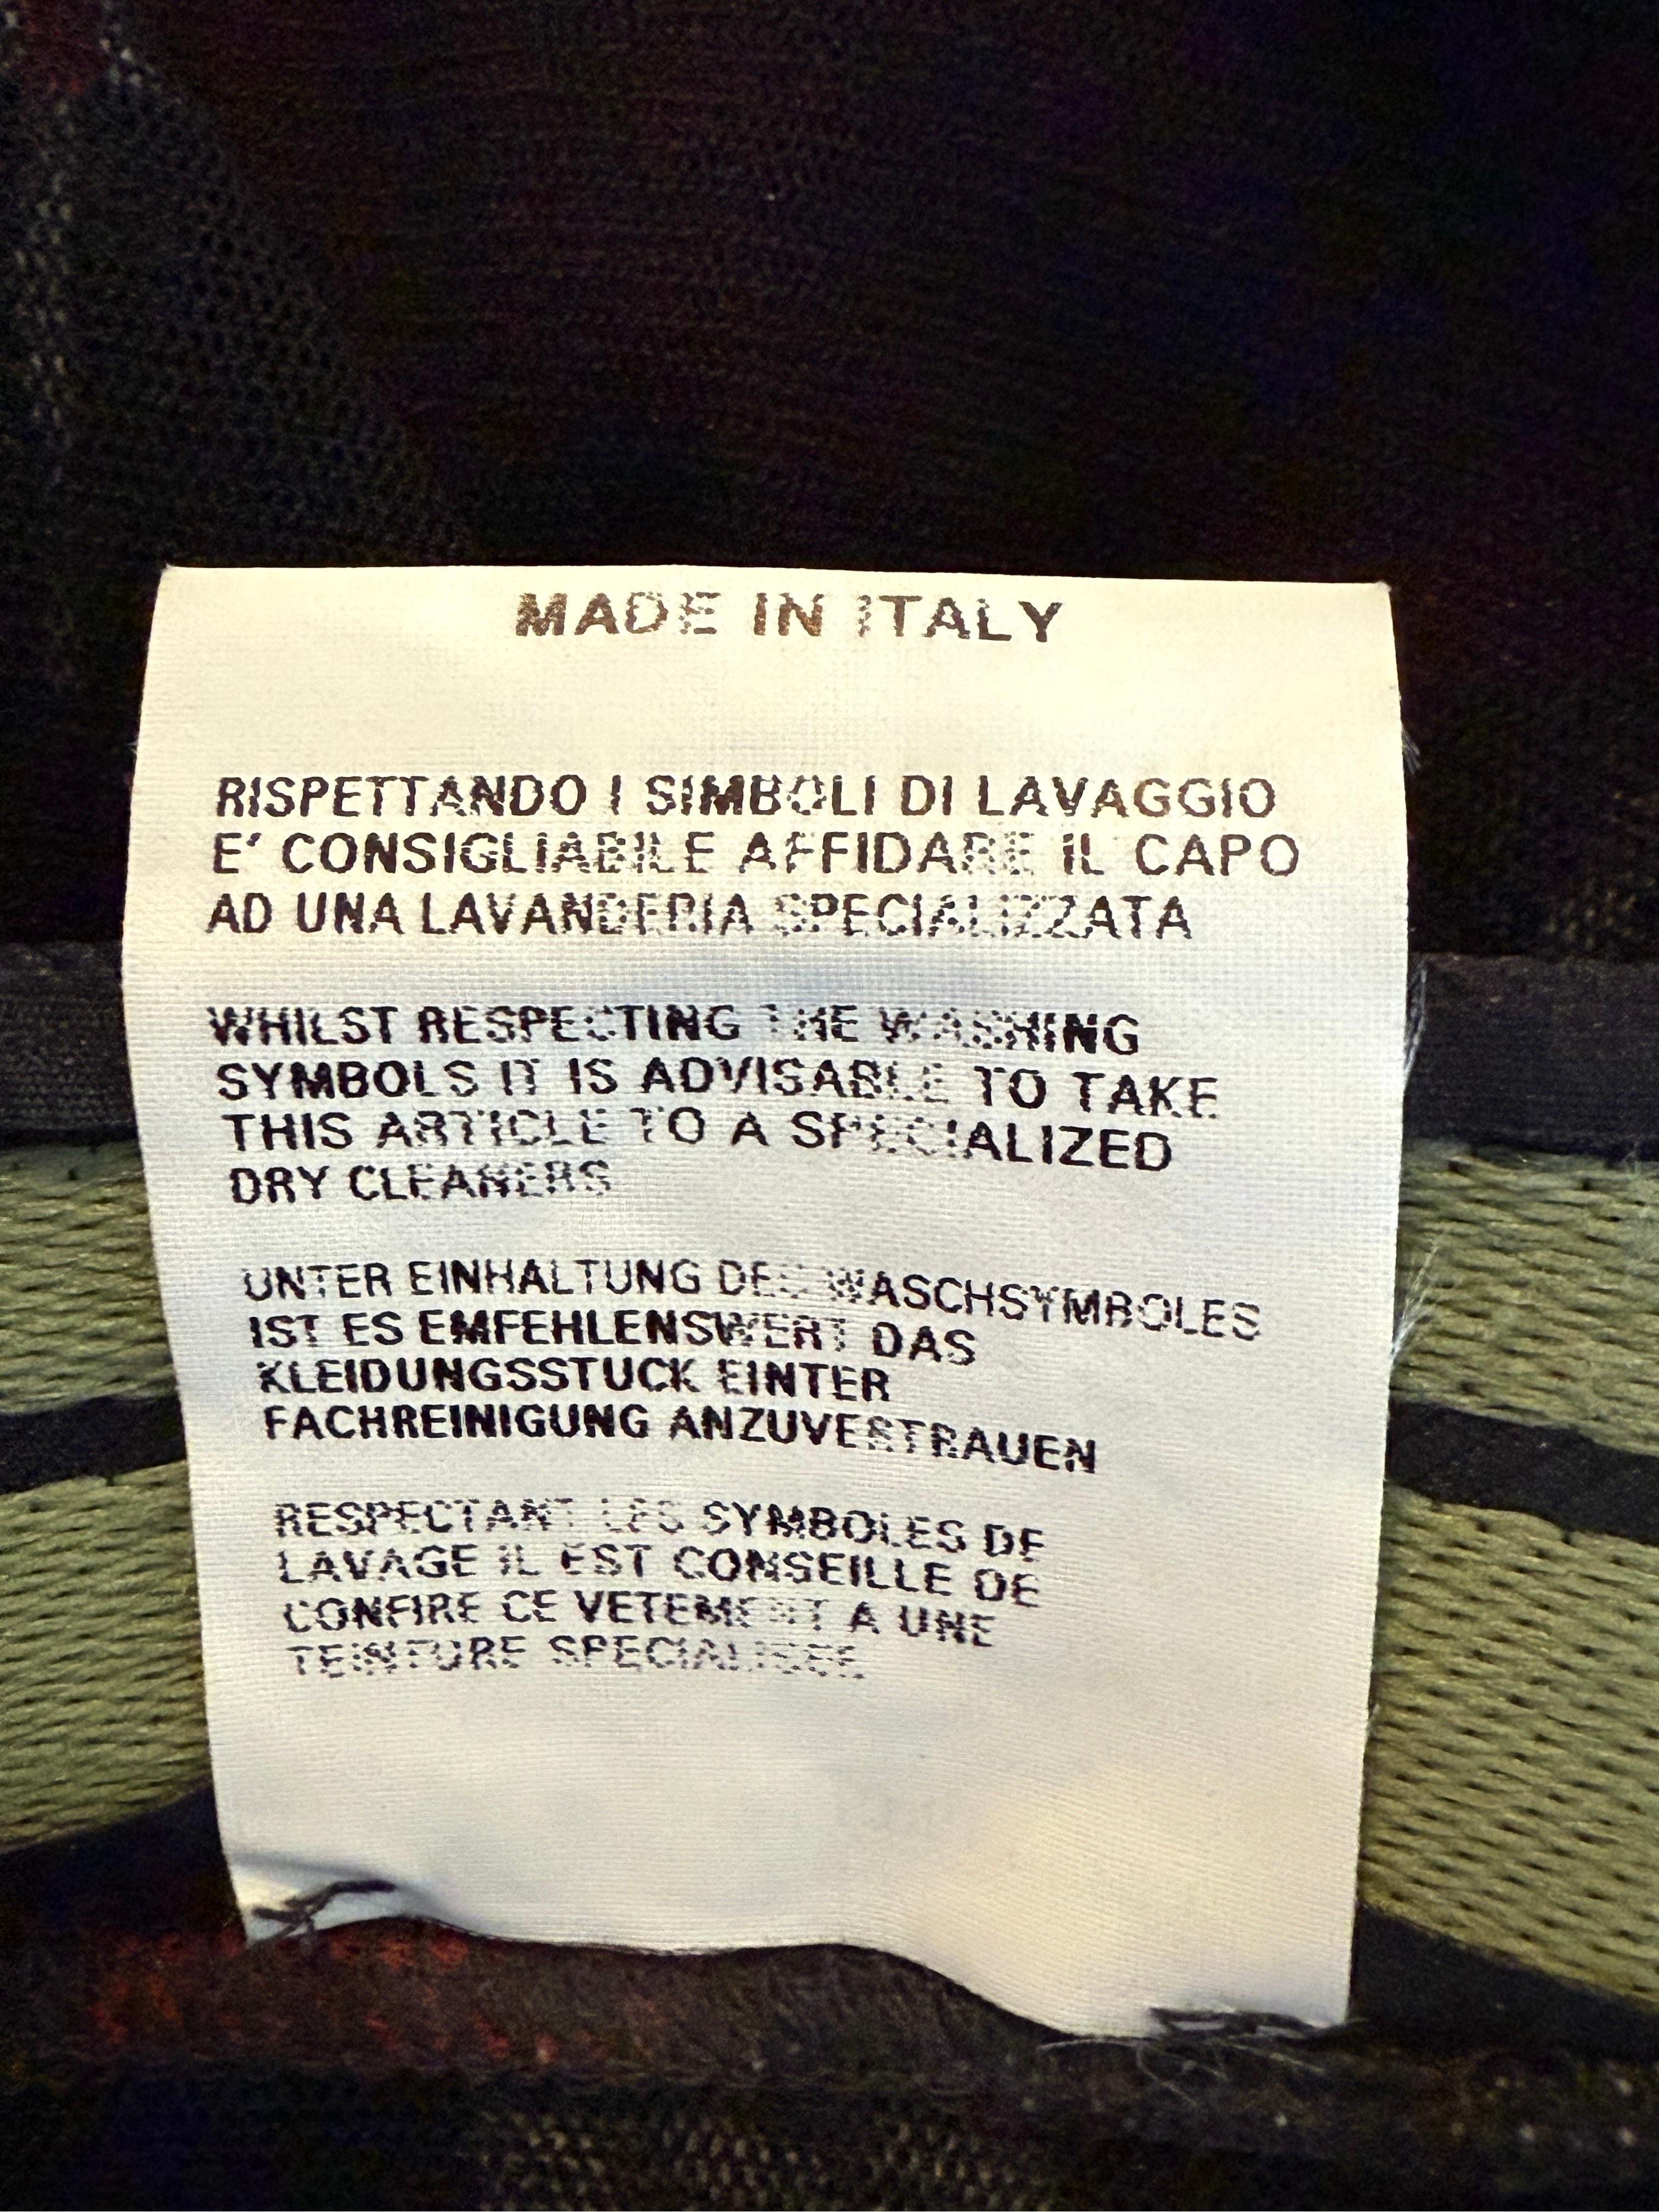 MADE IN ITALY
RISPETTANDO I SIMBOLI DI LAVAGGIO
E' CONSIGLIABILE AFFIDARE IL CAPO
AD UNA LAVANDERIA SPECIALIZZATA
WHILST RESPECTING THE WASHING
SYMBOLS IT IS ADVISABLE TO TAKE
THIS ARTICLE TO A SPECIALIZED
DRY CLEANERS
UNTER EINHALTUNG DES WASCHSYMBOLES
IST ES EMFEHLENSWERT DAS
KLEIDUNGSSTUCK EINTER
FACHREINIGUNG ANZUVESTRAUEN
RESPECTANT LES SYMBOLES DE
LAVAGE IL EST CONSEILLE DE
CONFIRE CE VETEMENT A UNE
TEINTURE SPECIALISEE